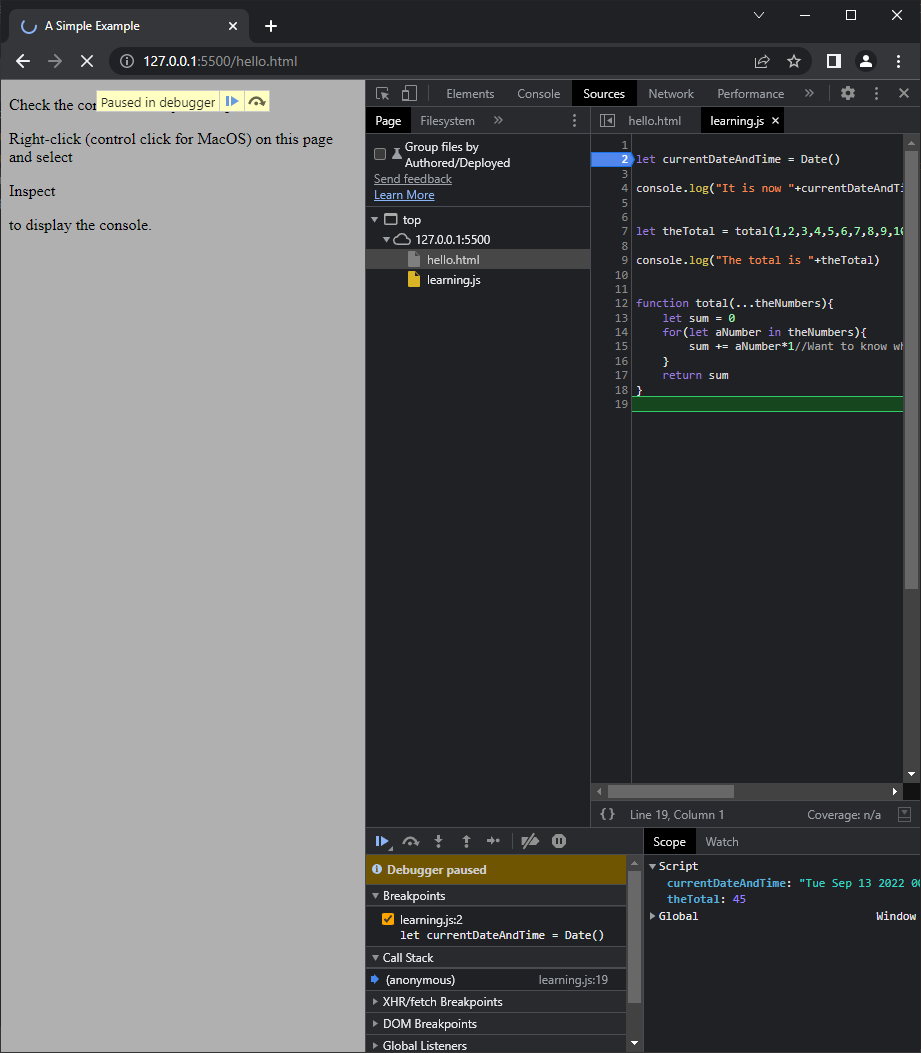 A Simple Example
127.0.0.1:5500/hello.html
Check the cor
Paused in debugger
Right-click (control click for MacOS) on this page
and select
Inspect
to display the console.
Elements Console Sources Network Performance »
Page Filesystem »
Group files by
Authored/Deployed
Send feedback
Learn More
top
127.0.0.1:5500
hello.html
learning.js
hello.html learning.js
1
2 let currentDateAndTime = Date()
3
4 console.log("It is now "+currentDateAndTi
5
6
7 let theTotal = total(1,2,3,4,5,6,7,8,9,10
8
9 console.log("The total is "+theTotal)
10
11
12 function total(...theNumbers){
13 let sum = 0
14 for(let aNumber in theNumbers){
15 sum += aNumber*1//Want to know wh
16 }
17 return sum
18 }
19
{} Line 19, Column 1 Coverage: n/a
Debugger paused
Breakpoints
learning.js:2
let currentDateAndTime = Date()
Call Stack
(anonymous) learning.js:19
XHR/fetch Breakpoints
DOM Breakpoints
Global Listeners
Scope Watch
Script
currentDateAndTime: "Tue Sep 13 2022 0
theTotal: 45
Global Window